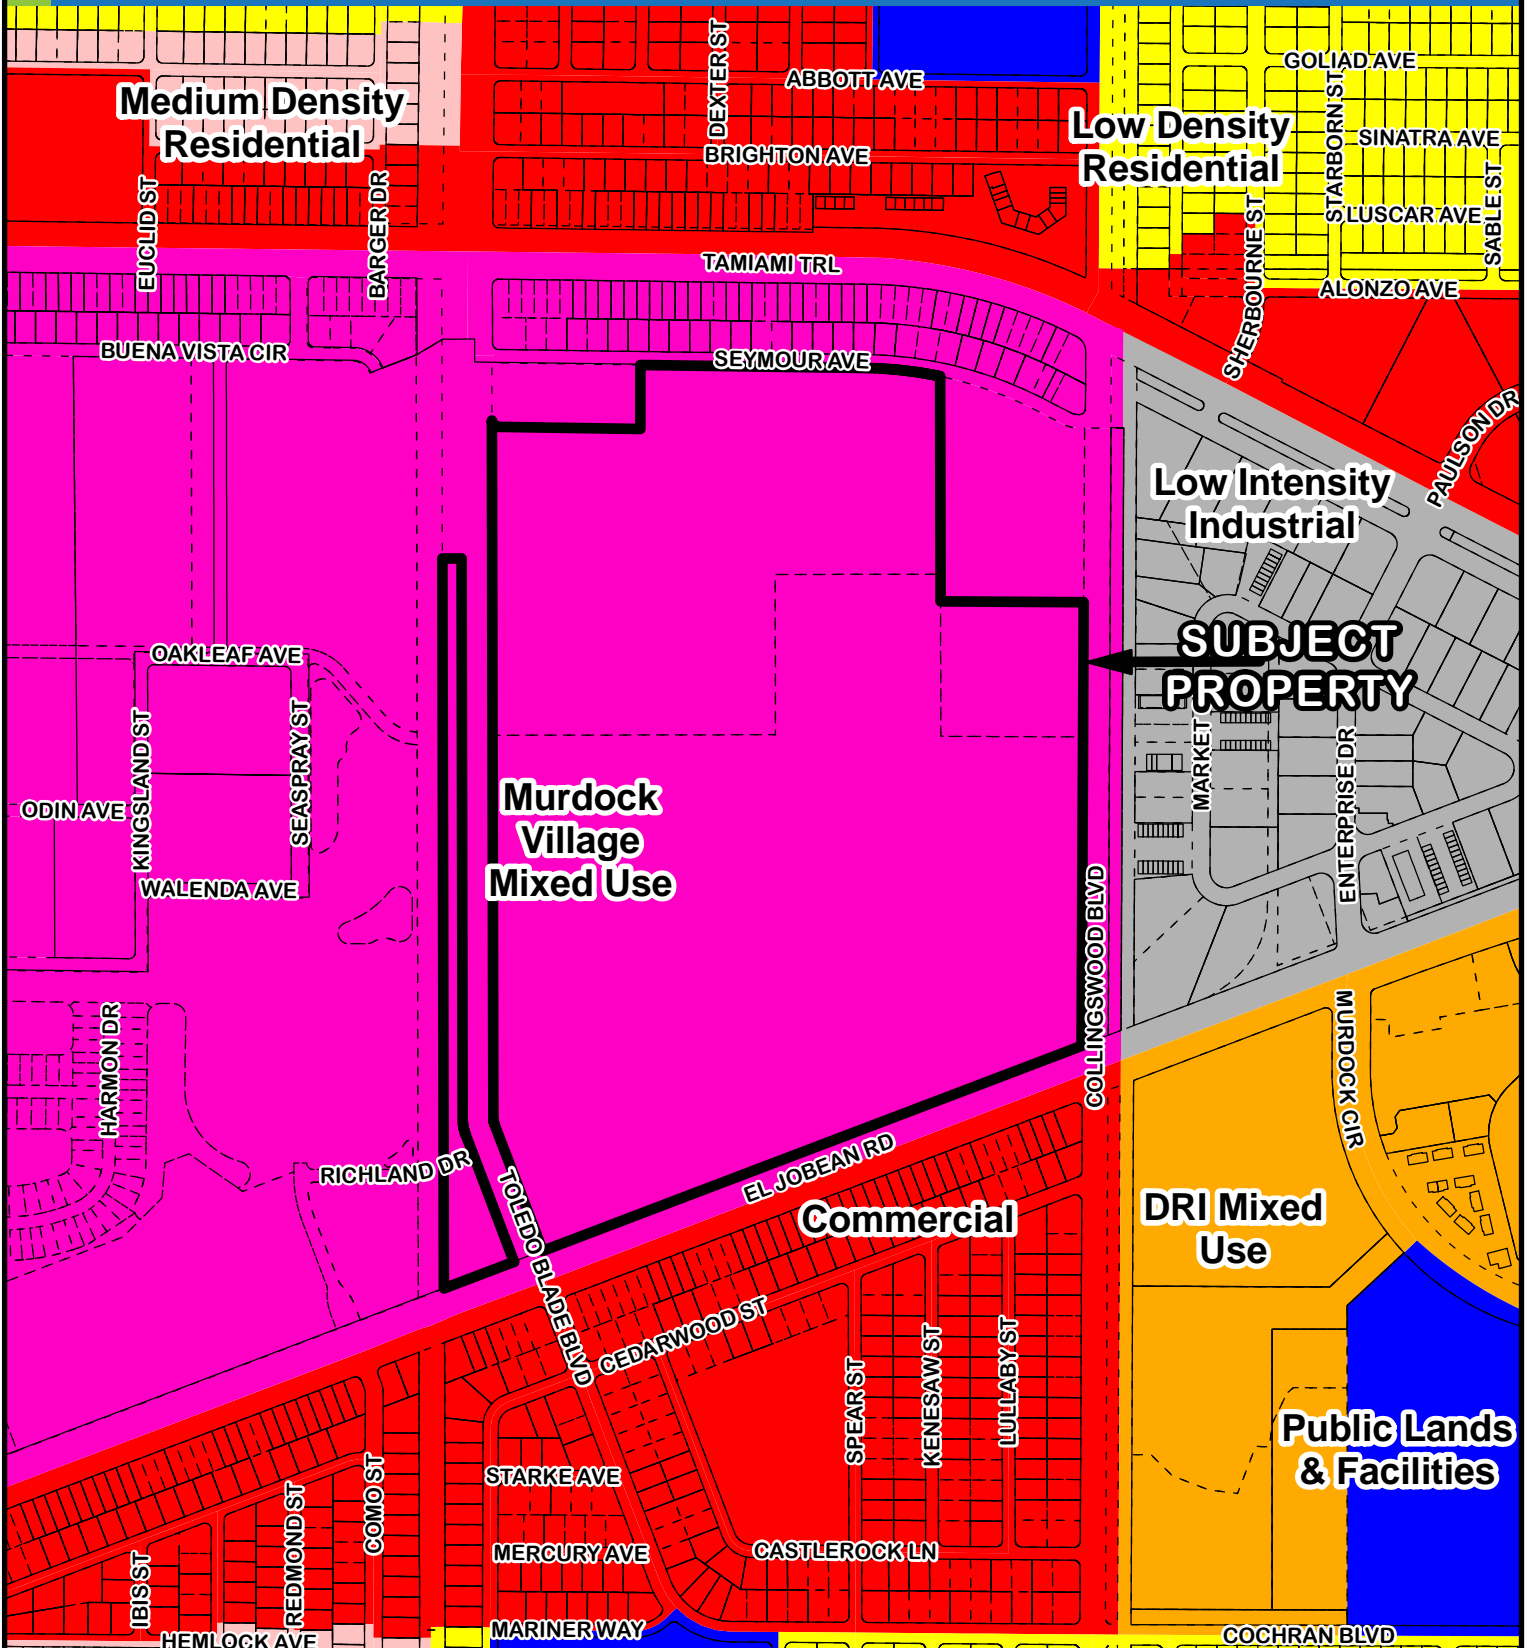 GOLIAD AVE
DEXTER ST
ABBOTT AVE
Medium Density
Residential
Low Density
Residential
STARBORN ST
SINATRA AVE
BRIGHTON AVE
SABLE ST
LUSCAR AVE
EUCLID ST
BARGER DR
SHERBOURNE ST
TAMIAMI TRL
ALONZO AVE
BUENA VISTA CIR
SEYMOUR AVE
PAULSON DR
Low Intensity
Industrial
SUBJECT
PROPERTY
OAKLEAF AVE
KINGSLAND ST
SEASPRAY ST
MARKET
ENTERPRISE DR
ODIN AVE
Murdock
Village
Mixed Use
WALENDA AVE
COLLINGSWOOD BLVD
HARMON DR
MURDOCK CIR
RICHLAND DR
EL JOBEAN RD
TOLEDO BLADE BLVD
Commercial
DRI Mixed
Use
CEDARWOOD ST
SPEAR ST
KENESAW ST
LULLABY ST
Public Lands
& Facilities
COMO ST
REDMOND ST
STARKE AVE
IBIS ST
MERCURY AVE
CASTLEROCK LN
MARINER WAY
HEMLOCK AVE
COCHRAN BLVD